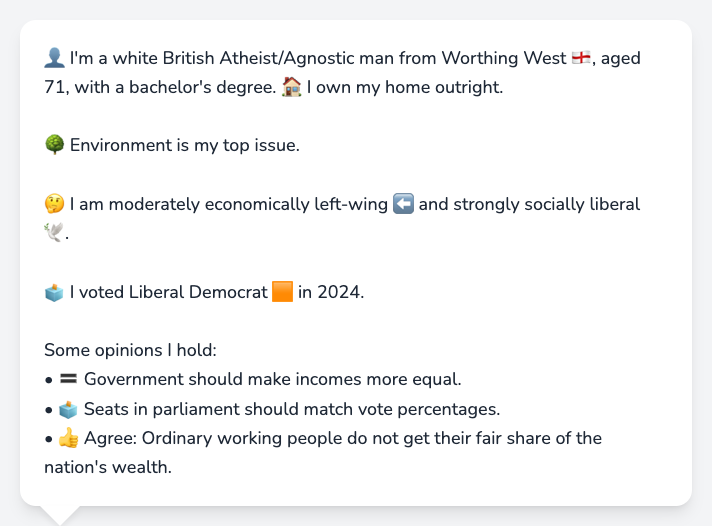 👤 I'm a white British Atheist/Agnostic man from Worthing West 🏴󠁧󠁢󠁥󠁮󠁧󠁿, aged
71, with a bachelor's degree. 🏠 I own my home outright.
🌳 Environment is my top issue.
🤔 I am moderately economically left-wing ⬅️ and strongly socially liberal
🕊️.
🗳️ I voted Liberal Democrat 🟧 in 2024.
Some opinions I hold:
• 🟰 Government should make incomes more equal.
• 🗳️ Seats in parliament should match vote percentages.
• 👍 Agree: Ordinary working people do not get their fair share of the
nation's wealth.